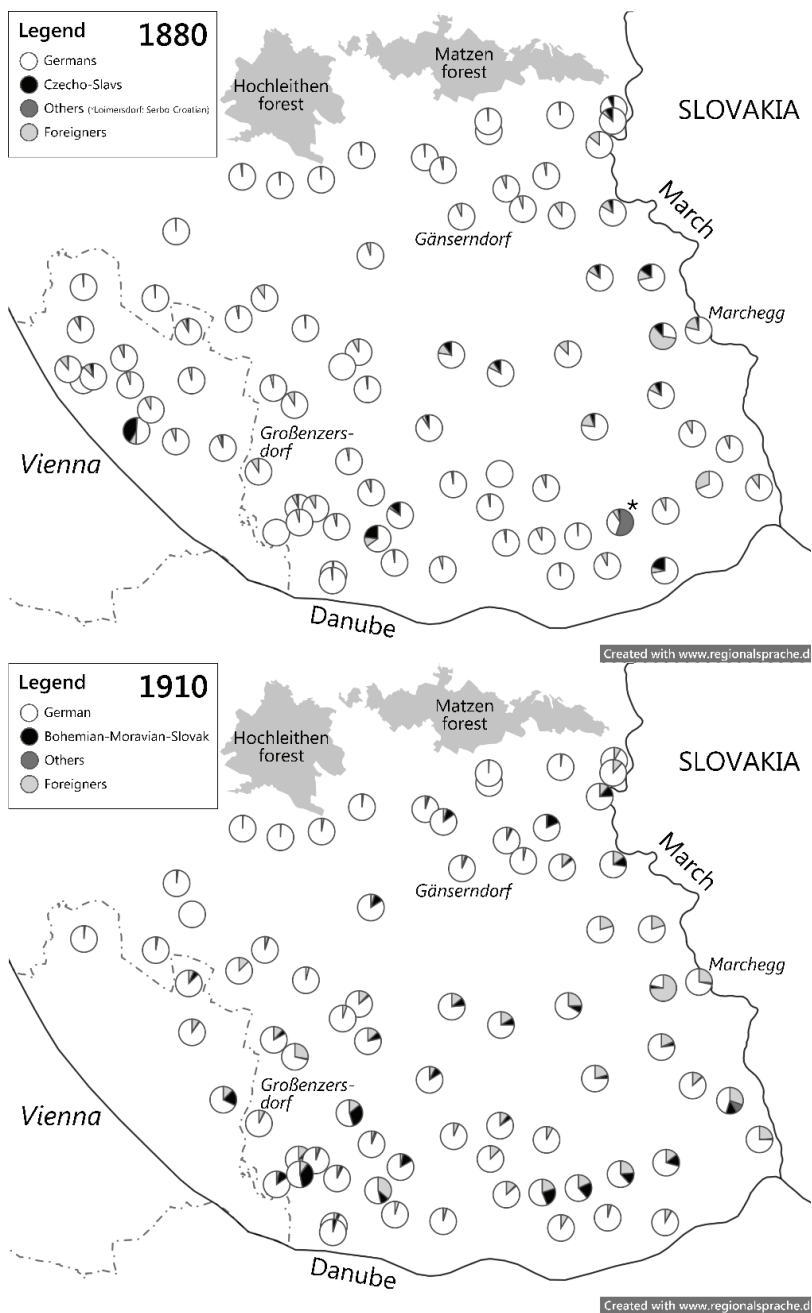 Legend 1880
Germans
Czecho-Slavs
Others (*Loimersdorf: Serbo Croatian)
Foreigners
Hochleithen
forest
Matzen
forest
SLOVAKIA
March
Gänserndorf
Marchegg
Großenzers-
dorf
Vienna
*
Danube
Created with www.regionalsprache.d
Legend 1910
German
Bohemian-Moravian-Slovak
Others
Foreigners
Hochleithen
forest
Matzen
forest
SLOVAKIA
March
Gänserndorf
Marchegg
Großenzers-
dorf
Vienna
Danube
Created with www.regionalsprache.d